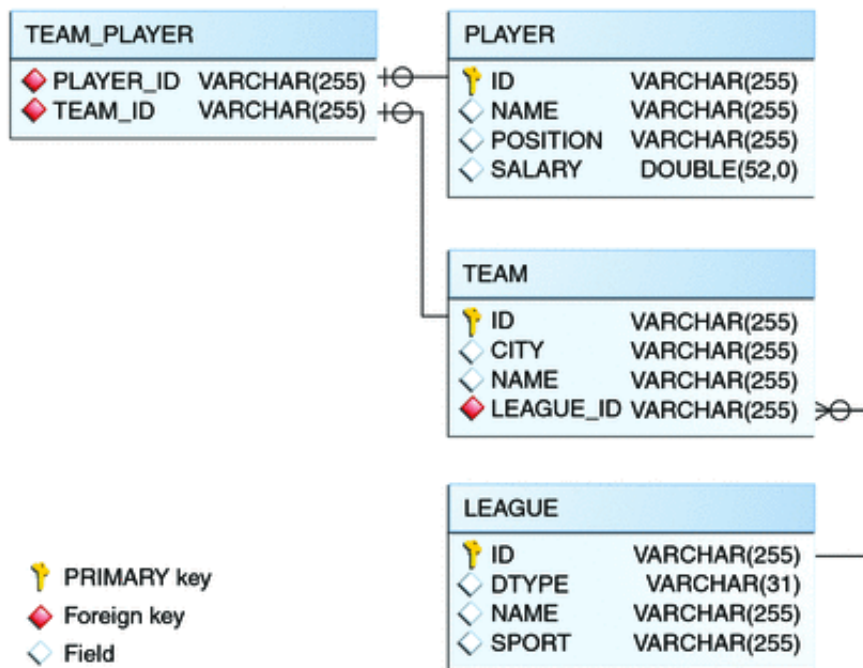 TEAM_PLAYER
PLAYER_ID VARCHAR(255)
TEAM_ID VARCHAR(255)
PLAYER
ID VARCHAR(255)
NAME VARCHAR(255)
POSITION VARCHAR(255)
SALARY DOUBLE(52,0)
TEAM
ID VARCHAR(255)
CITY VARCHAR(255)
NAME VARCHAR(255)
LEAGUE_ID VARCHAR(255)
LEAGUE
ID VARCHAR(255)
DTYPE VARCHAR(31)
NAME VARCHAR(255)
SPORT VARCHAR(255)
PRIMARY key
Foreign key
Field